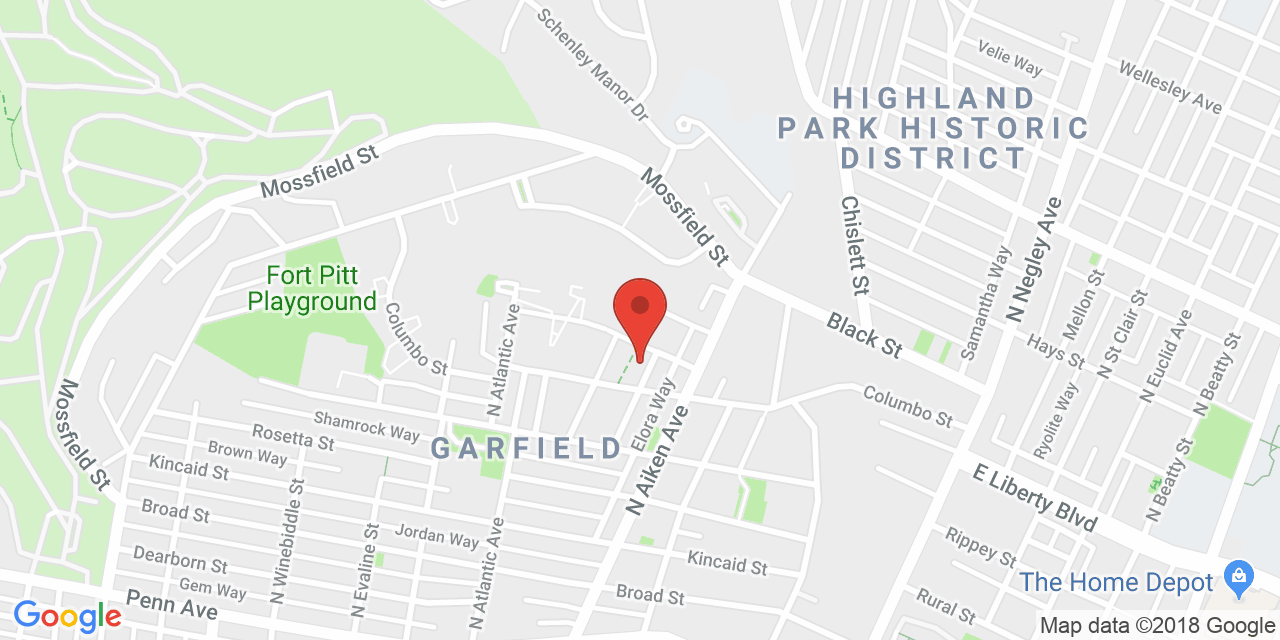 Schenley Manor Dr
Velie Way
Wellesley Ave
HIGHLAND
PARK HISTORIC
DISTRICT
Mossfield St
Mossfield St
Chislett St
N Negley Ave
Samantha Way
Mellon St
N St Clair St
N Euclid Ave
N Beatty St
Fort Pitt
Playground
Columbo St
N Atlantic Ave
Black St
Hays St
Mossfield St
Shamrock Way
Rosetta St
Brown Way
Kincaid St
Broad St
GARFIELD
Elora Way
N Aiken Ave
Columbo St
Ryolite Way
N Beatty St
E Liberty Blvd
N Winebiddle St
N Evaline St
Jordan Way
N Atlantic Ave
Dearborn St
Gem Way
Penn Ave
Kincaid St
Broad St
Rippey St
Rural St
The Home Depot
Google
Map data ©2018 Google